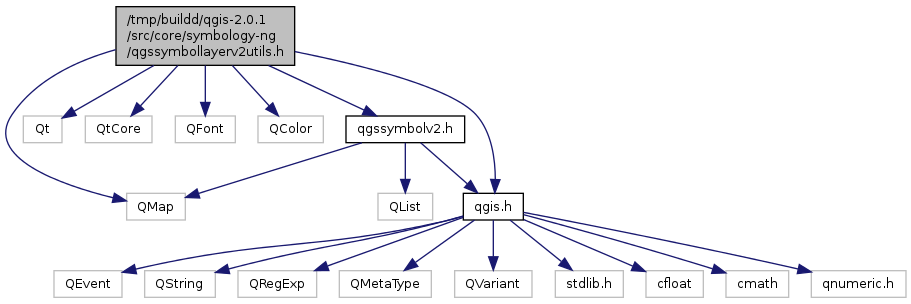 /tmp/buildd/qgis-2.0.1
/src/core/symbology-ng
/qgssymbollayerv2utils.h
Qt
QtCore
QFont
QColor
qgssymbolv2.h
QMap
QList
qgis.h
QEvent
QString
QRegExp
QMetaType
QVariant
stdlib.h
cfloat
cmath
qnumeric.h